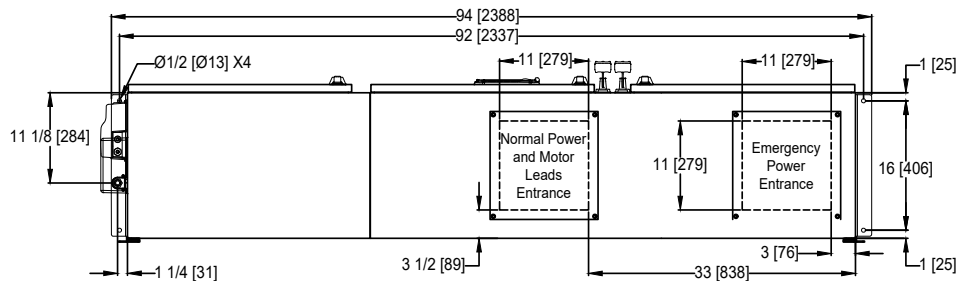 94 [2388]
92 [2337]
Ø1/2 [Ø13] X4
11 [279]
11 [279]
1 [25]
11 1/8 [284]
Normal Power
and Motor
Leads
Entrance
11 [279]
Emergency
Power
Entrance
16 [406]
3 1/2 [89]
3 [76]
1 1/4 [31]
33 [838]
1 [25]